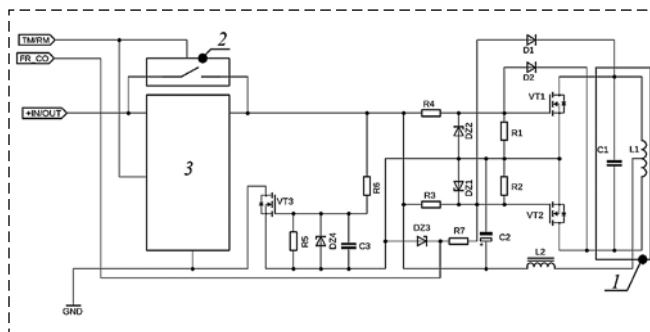 TM/RM
2
D1
FR_CO
D2
VT1
+IN/OUT
R4
DZ2
R1
C1
L1
3
R6
DZ1
R2
VT3
R3
VT2
R5
DZ4
C3
DZ3
R7
C2
+
L2
1
GND